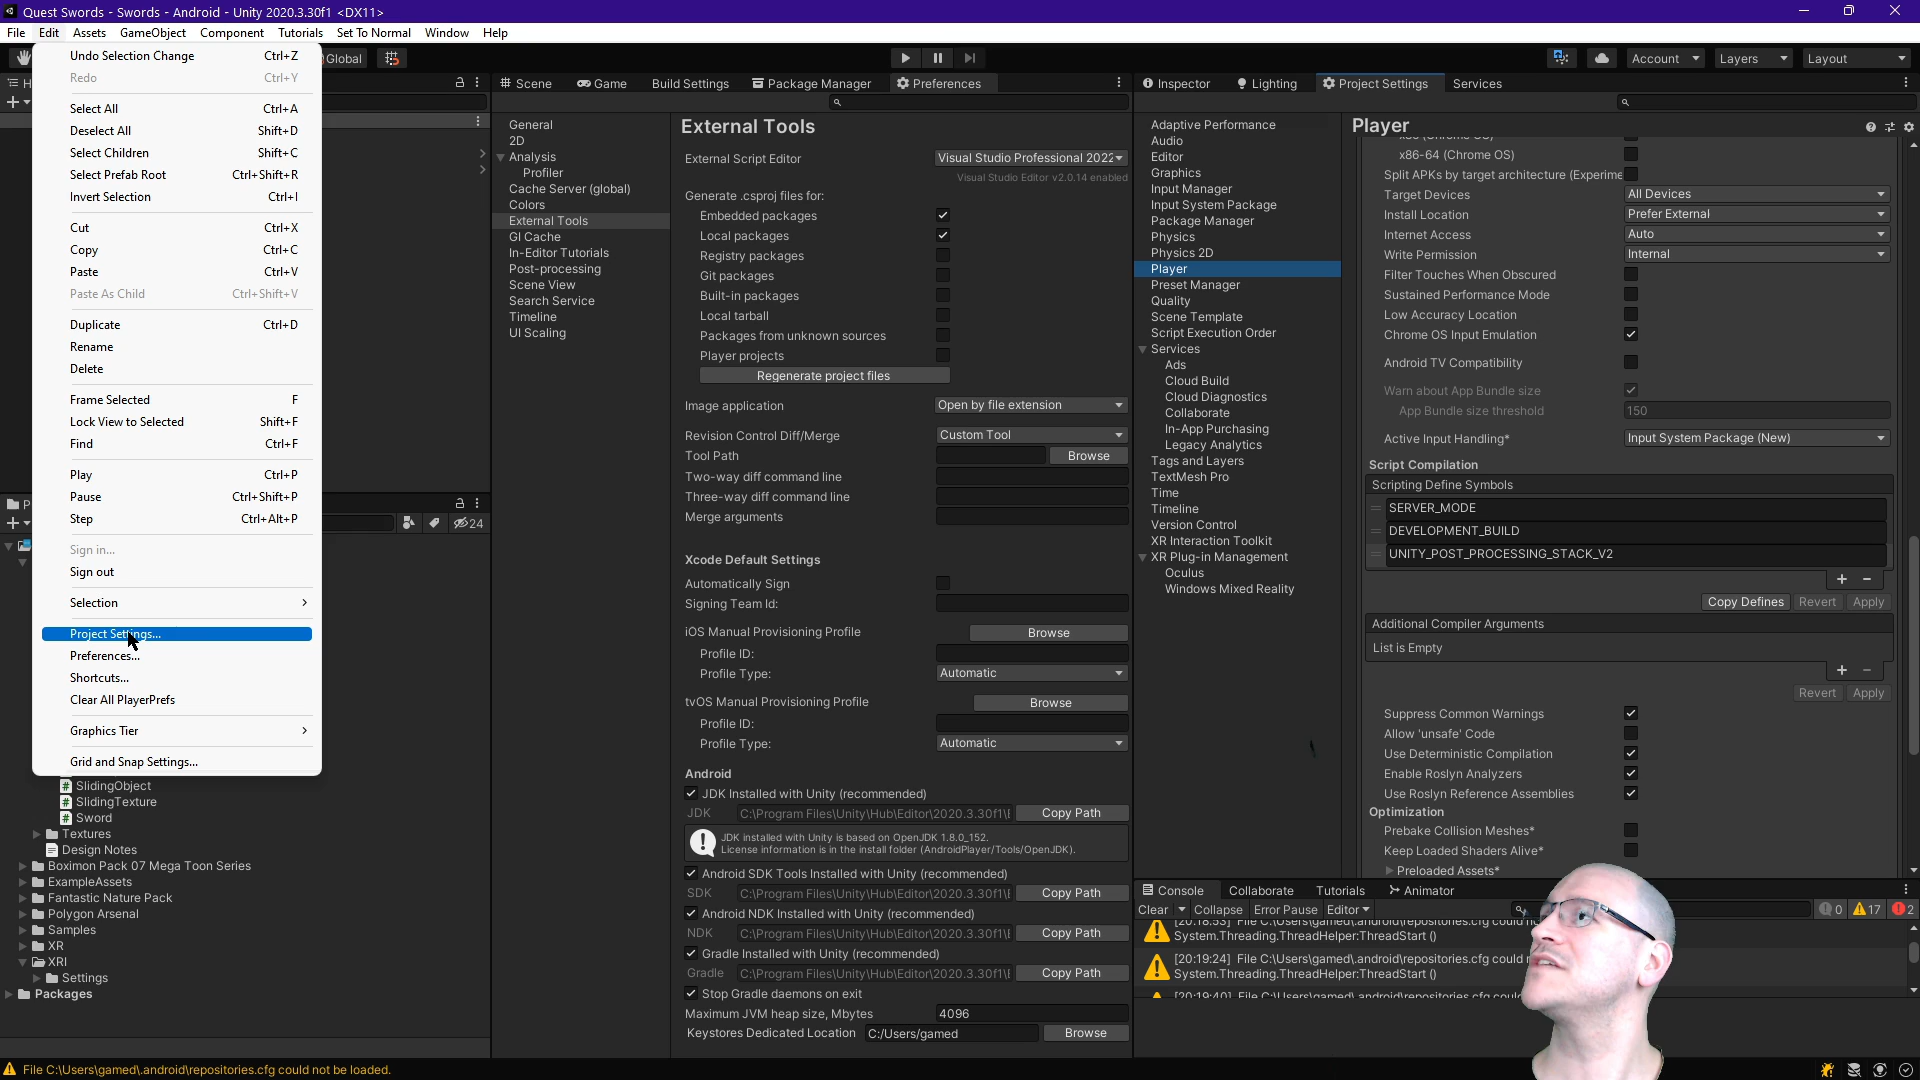 Quest Swords - Swords - Android - Unity 2020.3.30f1 <DX11>
File Edit Assets GameObject Component Tutorials Set To Normal Window Help
Global Account Layers Layout
Undo Selection Change Ctrl+Z
Redo Ctrl+Y
Select All Ctrl+A
Deselect All Shift+D
Select Children Shift+C
Select Prefab Root Ctrl+Shift+R
Invert Selection Ctrl+I
Cut Ctrl+X
Copy Ctrl+C
Paste Ctrl+V
Paste As Child Ctrl+Shift+V
Duplicate Ctrl+D
Rename
Delete
Frame Selected F
Lock View to Selected Shift+F
Find Ctrl+F
Play Ctrl+P
Pause Ctrl+Shift+P
Step Ctrl+Alt+P
Sign in...
Sign out
Selection
Project Settings...
Preferences...
Shortcuts...
Clear All PlayerPrefs
Graphics Tier
Grid and Snap Settings...
24
SlidingObject
SlidingTexture
Sword
Textures
Design Notes
Boximon Pack 07 Mega Toon Series
ExampleAssets
Fantastic Nature Pack
Polygon Arsenal
Samples
XR
XRI
Settings
Packages
Scene Game Build Settings Package Manager Preferences
General
2D
Analysis
Profiler
Cache Server (global)
Colors
External Tools
GI Cache
In-Editor Tutorials
Post-processing
Scene View
Search Service
Timeline
UI Scaling
External Tools
External Script Editor Visual Studio Professional 2022
Visual Studio Editor v2.0.14 enabled
Generate .csproj files for:
Embedded packages
Local packages
Registry packages
Git packages
Built-in packages
Local tarball
Packages from unknown sources
Player projects
Regenerate project files
Image application Open by file extension
Revision Control Diff/Merge Custom Tool
Tool Path Browse
Two-way diff command line
Three-way diff command line
Merge arguments
Xcode Default Settings
Automatically Sign
Signing Team Id:
iOS Manual Provisioning Profile Browse
Profile ID:
Profile Type: Automatic
tvOS Manual Provisioning Profile Browse
Profile ID:
Profile Type: Automatic
Android
JDK Installed with Unity (recommended)
JDK C:\Program Files\Unity\Hub\Editor\2020.3.30f1\ Copy Path
JDK installed with Unity is based on OpenJDK 1.8.0_152.
License information is in the install folder (AndroidPlayer/Tools/OpenJDK).
Android SDK Tools Installed with Unity (recommended)
SDK C:\Program Files\Unity\Hub\Editor\2020.3.30f1\ Copy Path
Android NDK Installed with Unity (recommended)
NDK C:\Program Files\Unity\Hub\Editor\2020.3.30f1\ Copy Path
Gradle Installed with Unity (recommended)
Gradle C:\Program Files\Unity\Hub\Editor\2020.3.30f1\ Copy Path
Stop Gradle daemons on exit
Maximum JVM heap size, Mbytes 4096
Keystores Dedicated Location C:/Users/gamed Browse
Inspector Lighting Project Settings Services
Adaptive Performance
Audio
Editor
Graphics
Input Manager
Input System Package
Package Manager
Physics
Physics 2D
Player
Preset Manager
Quality
Scene Template
Script Execution Order
Services
Ads
Cloud Build
Cloud Diagnostics
Collaborate
In-App Purchasing
Legacy Analytics
Tags and Layers
TextMesh Pro
Time
Timeline
Version Control
XR Interaction Toolkit
XR Plug-in Management
Oculus
Windows Mixed Reality
Player
x86 (Chrome OS)
x86-64 (Chrome OS)
Split APKs by target architecture (Experime
Target Devices All Devices
Install Location Prefer External
Internet Access Auto
Write Permission Internal
Filter Touches When Obscured
Sustained Performance Mode
Low Accuracy Location
Chrome OS Input Emulation
Android TV Compatibility
Warn about App Bundle size
App Bundle size threshold 150
Active Input Handling* Input System Package (New)
Script Compilation
Scripting Define Symbols
SERVER_MODE
DEVELOPMENT_BUILD
UNITY_POST_PROCESSING_STACK_V2
Copy Defines Revert Apply
Additional Compiler Arguments
List is Empty
Revert Apply
Suppress Common Warnings
Allow 'unsafe' Code
Use Deterministic Compilation
Enable Roslyn Analyzers
Use Roslyn Reference Assemblies
Optimization
Prebake Collision Meshes*
Keep Loaded Shaders Alive*
Preloaded Assets*
Console Collaborate Tutorials Animator
Clear Collapse Error Pause Editor 0 17 2
[20:18:53] File C:\Users\gamed\.android\repositories.cfg could
System.Threading.ThreadHelper:ThreadStart ()
[20:19:24] File C:\Users\gamed\.android\repositories.cfg could
System.Threading.ThreadHelper:ThreadStart ()
[20:19:40] File C:\Users\gamed\.android\repositories.cfg could
File C:\Users\gamed\.android\repositories.cfg could not be loaded.